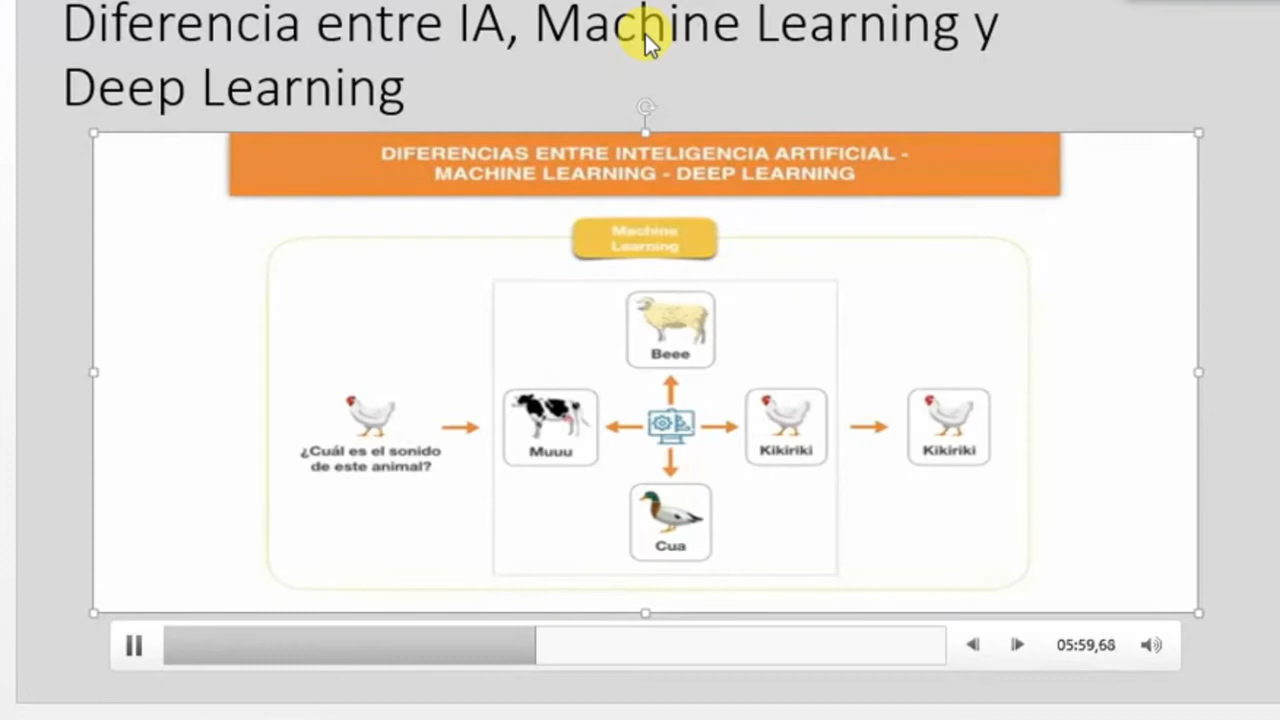 Diferencia entre IA, Machine Learning y
Deep Learning
DIFERENCIAS ENTRE INTELIGENCIA ARTIFICIAL -
MACHINE LEARNING - DEEP LEARNING
Machine
Learning
Beee
¿Cuál es el sonido
de este animal?
Muuu
Kikiriki
Kikiriki
Cua
05:59,68